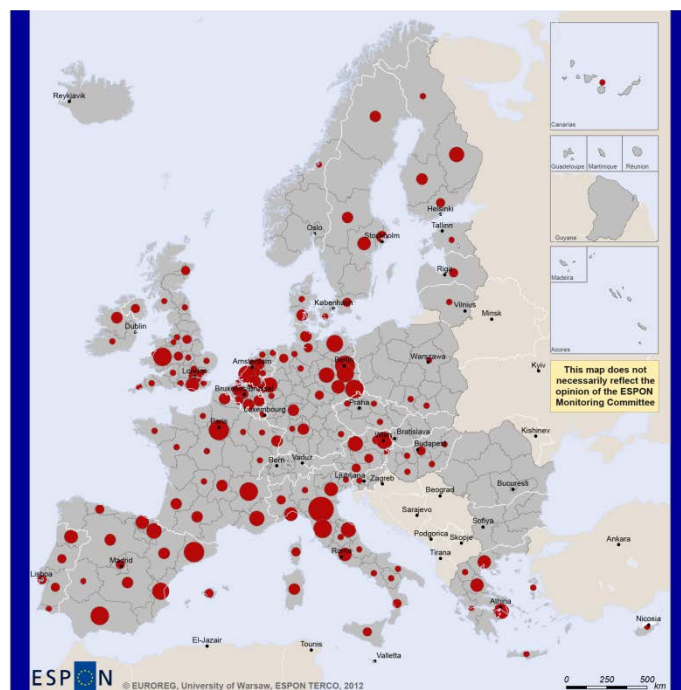 Canarias
Guadeloupe Martinique Réunion
Guyane
Madeira
Acores
This map does not
necessarily reflect the
opinion of the ESPON
Monitoring Committee
Reykjavik
Oslo
Stockholm
Helsinki
Tallinn
Riga
Vilnius
Minsk
København
Dublin
London
Amsterdam
Berlin
Warszawa
Kyiv
Luxembourg
Praha
Paris
Wien
Bratislava
Budapest
Kishinev
Bern
Vaduz
Ljubljana
Zagreb
Beograd
Bucuresti
Sarajevo
Sofiya
Podgorica
Skopje
Tirana
Ankara
Roma
Madrid
Lisboa
Athina
Nicosia
El-Jazair
Tounis
Valletta
ESPON
© EUROREG, University of Warsaw, ESPON TERCO, 2012
0 250 500
km